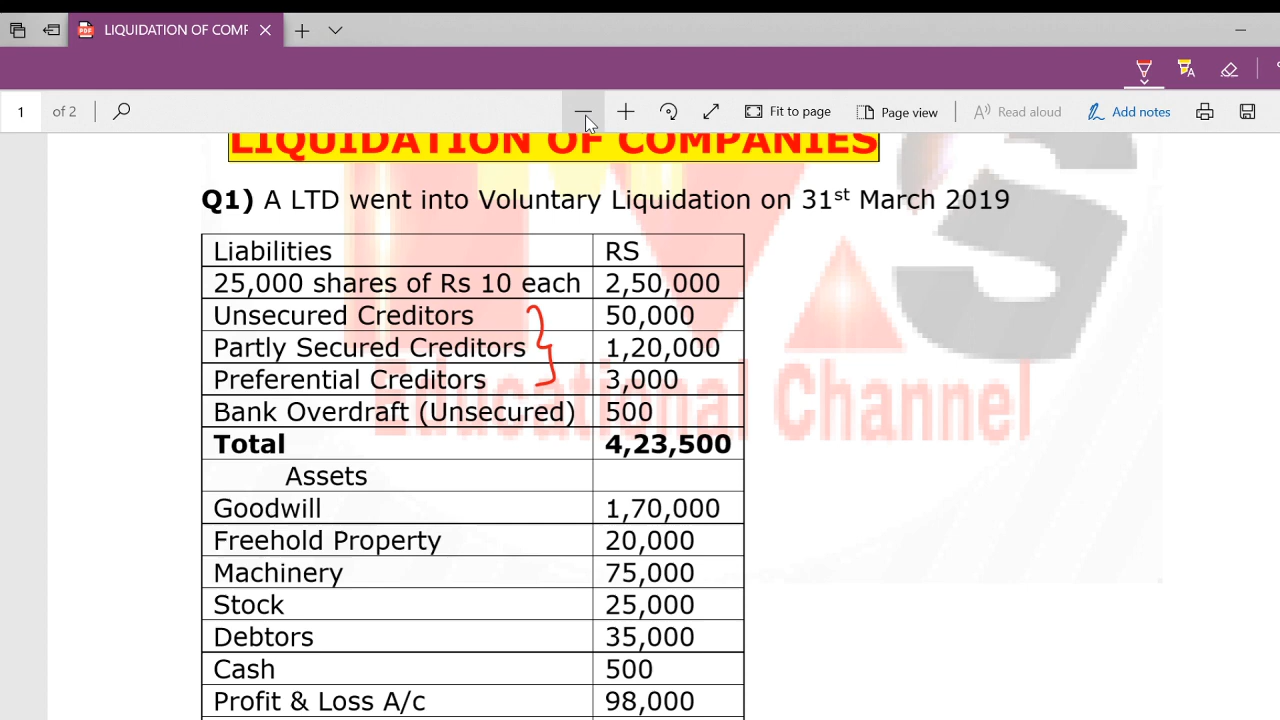 LIQUIDATION OF COMF
1 of 2 Fit to page Page view Read aloud Add notes
LIQUIDATION OF COMPANIES
Q1) A LTD went into Voluntary Liquidation on 31st March 2019
Liabilities RS
25,000 shares of Rs 10 each 2,50,000
Unsecured Creditors 50,000
Partly Secured Creditors 1,20,000
Preferential Creditors 3,000
Bank Overdraft (Unsecured) 500
Total 4,23,500
Assets
Goodwill 1,70,000
Freehold Property 20,000
Machinery 75,000
Stock 25,000
Debtors 35,000
Cash 500
Profit & Loss A/c 98,000
Educational Channel